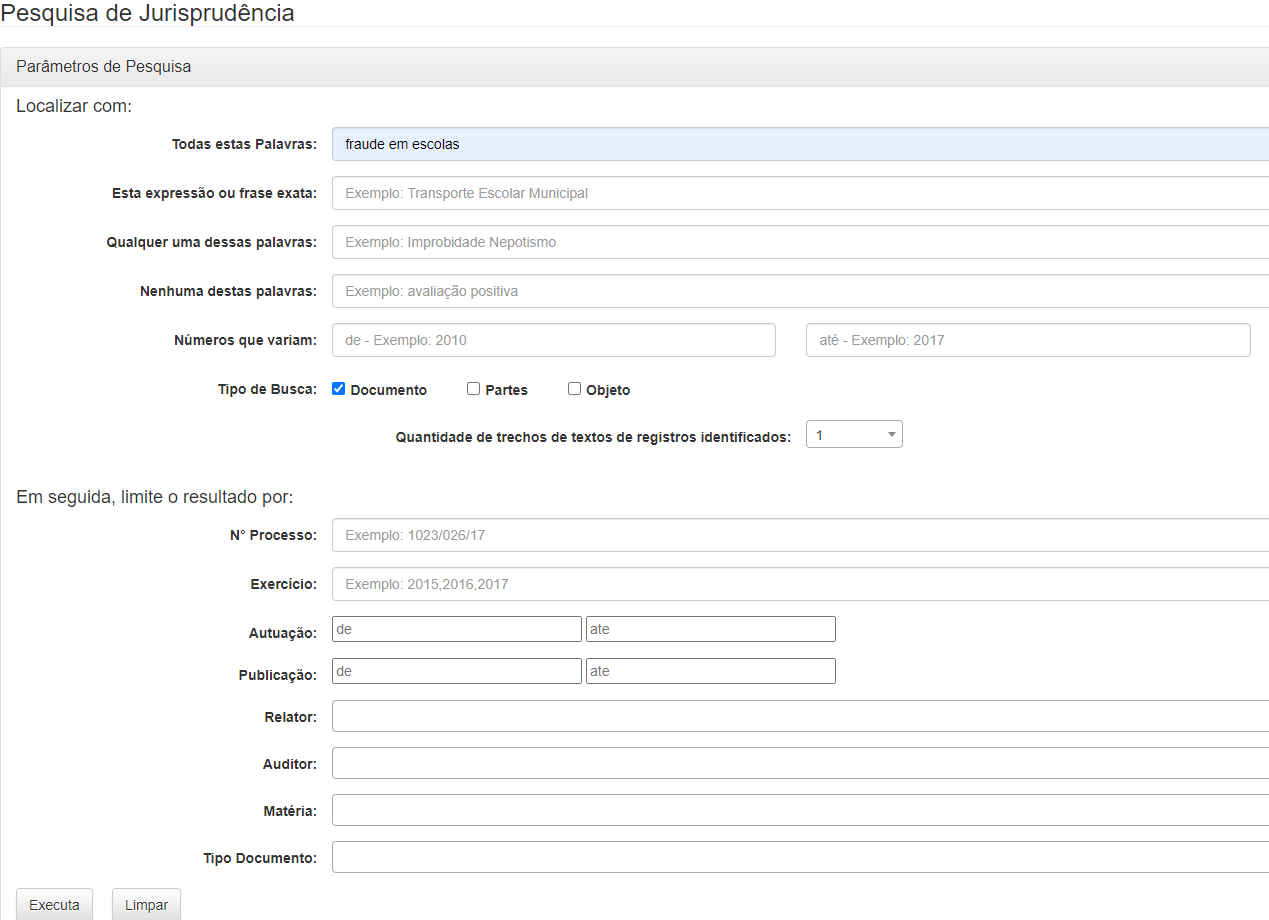 Pesquisa de Jurisprudência
Parâmetros de Pesquisa
Localizar com:
Todas estas Palavras: fraude em escolas
Esta expressão ou frase exata: Exemplo: Transporte Escolar Municipal
Qualquer uma dessas palavras: Exemplo: Improbidade Nepotismo
Nenhuma destas palavras: Exemplo: avaliação positiva
Números que variam: de - Exemplo: 2010 até - Exemplo: 2017
Tipo de Busca: Documento Partes Objeto
Quantidade de trechos de textos de registros identificados: 1
Em seguida, limite o resultado por:
N° Processo: Exemplo: 1023/026/17
Exercício: Exemplo: 2015,2016,2017
Autuação: de ate
Publicação: de ate
Relator:
Auditor:
Matéria:
Tipo Documento:
Executa Limpar